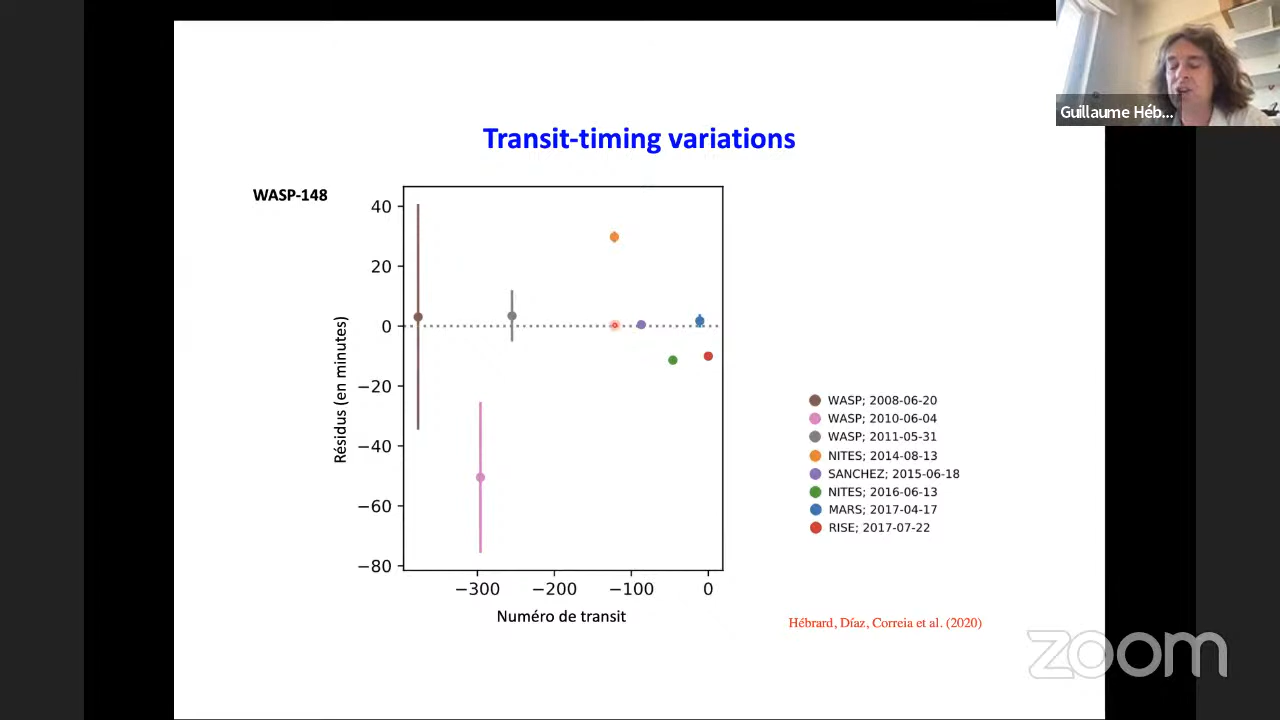 Guillaume Héb...
Transit-timing variations
WASP-148
40
20
0
−20
−40
−60
−80
Résidus (en minutes)
−300
−200
−100
0
Numéro de transit
WASP; 2008-06-20
WASP; 2010-06-04
WASP; 2011-05-31
NITES; 2014-08-13
SANCHEZ; 2015-06-18
NITES; 2016-06-13
MARS; 2017-04-17
RISE; 2017-07-22
Hébrard, Díaz, Correia et al. (2020)
zoom